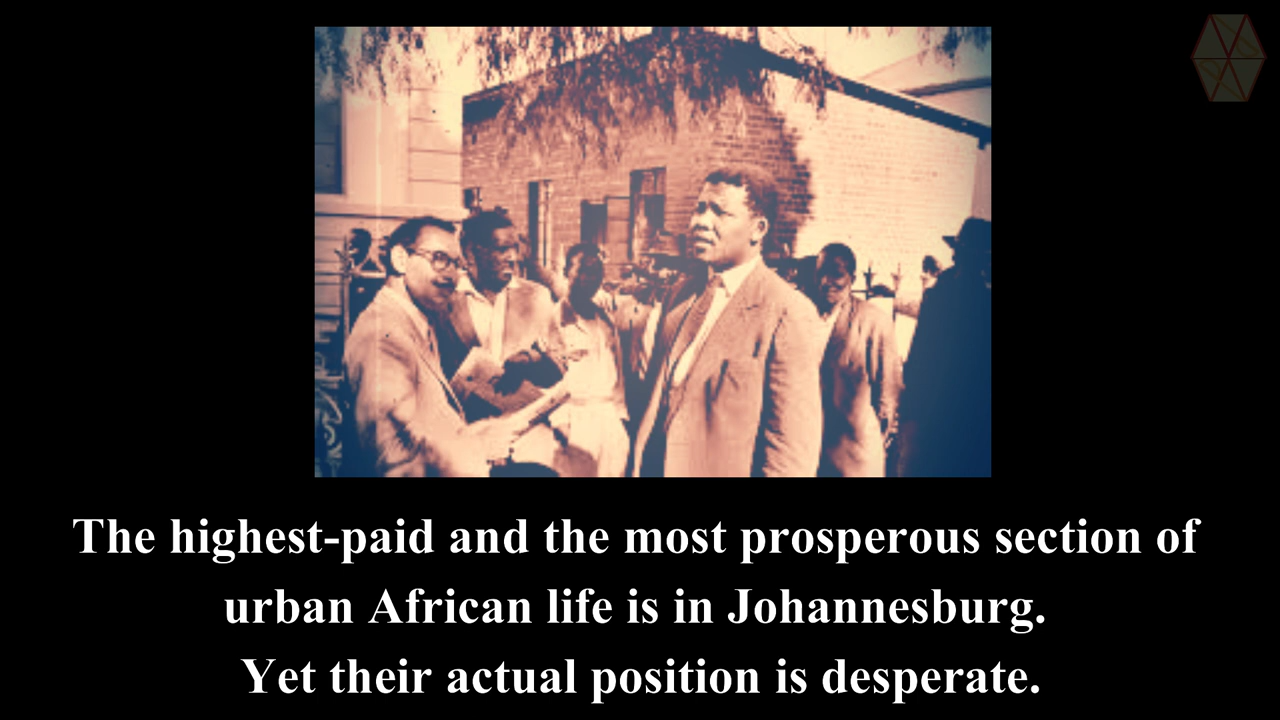 The highest-paid and the most prosperous section of
urban African life is in Johannesburg.
Yet their actual position is desperate.